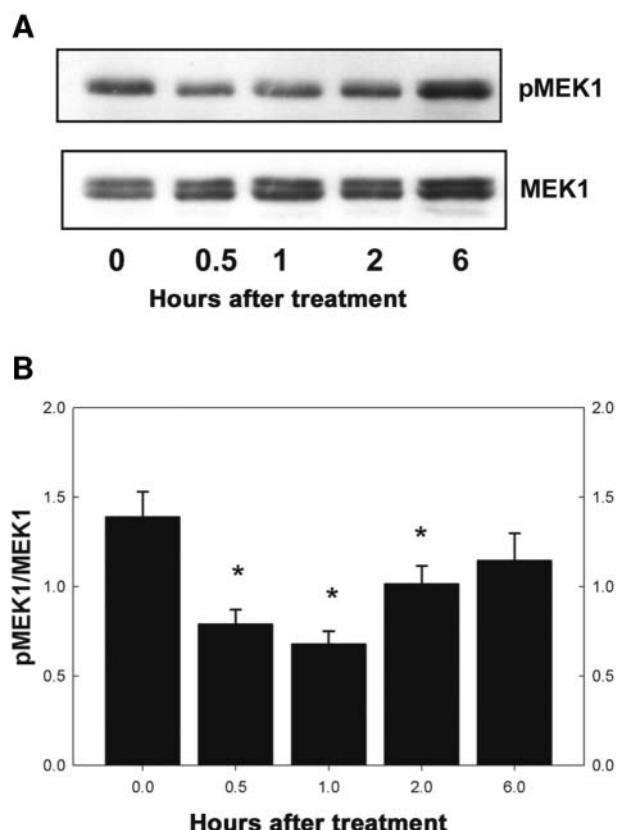 A
pMEK1
MEK1
0 0.5 1 2 6
Hours after treatment
B
2.0 2.0
1.5 1.5
1.0 1.0
0.5 0.5
0.0 0.0
pMEK1/MEK1
* * *
0.0 0.5 1.0 2.0 6.0
Hours after treatment